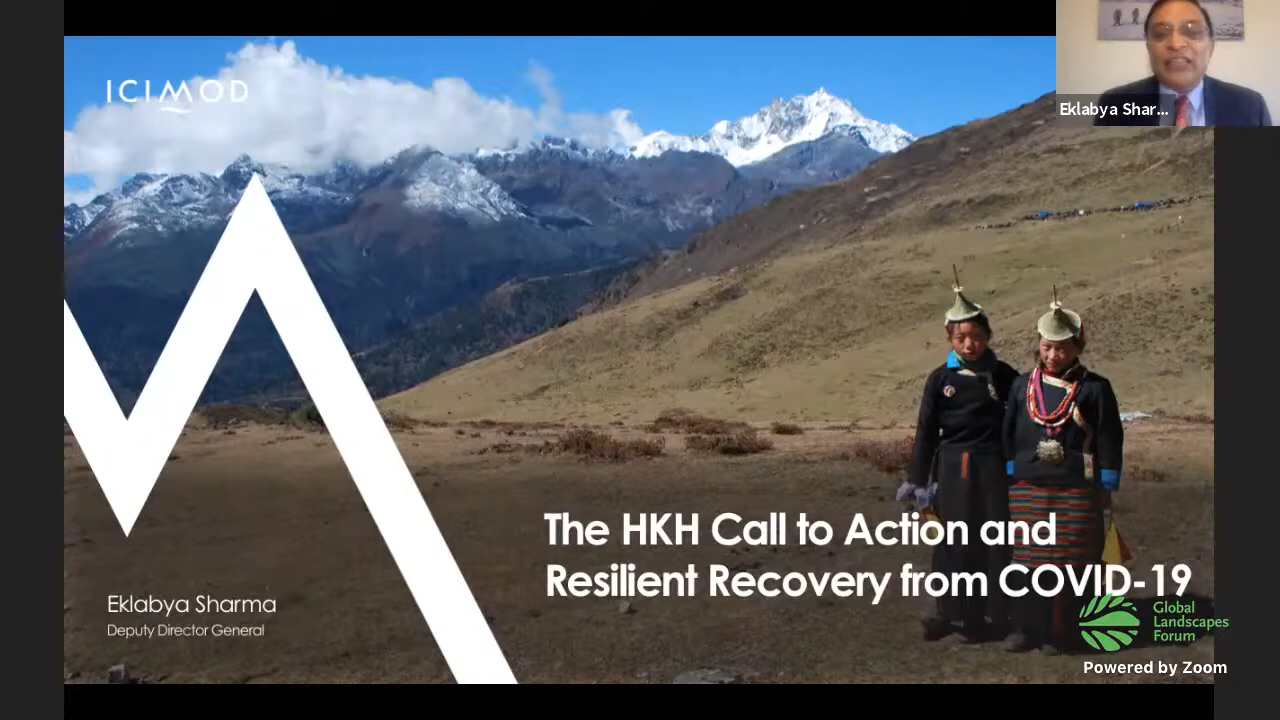 ICIMOD
Eklabya Shar...
The HKH Call to Action and
Resilient Recovery from COVID-19
Eklabya Sharma
Deputy Director General
Global
Landscapes
Forum
Powered by Zoom